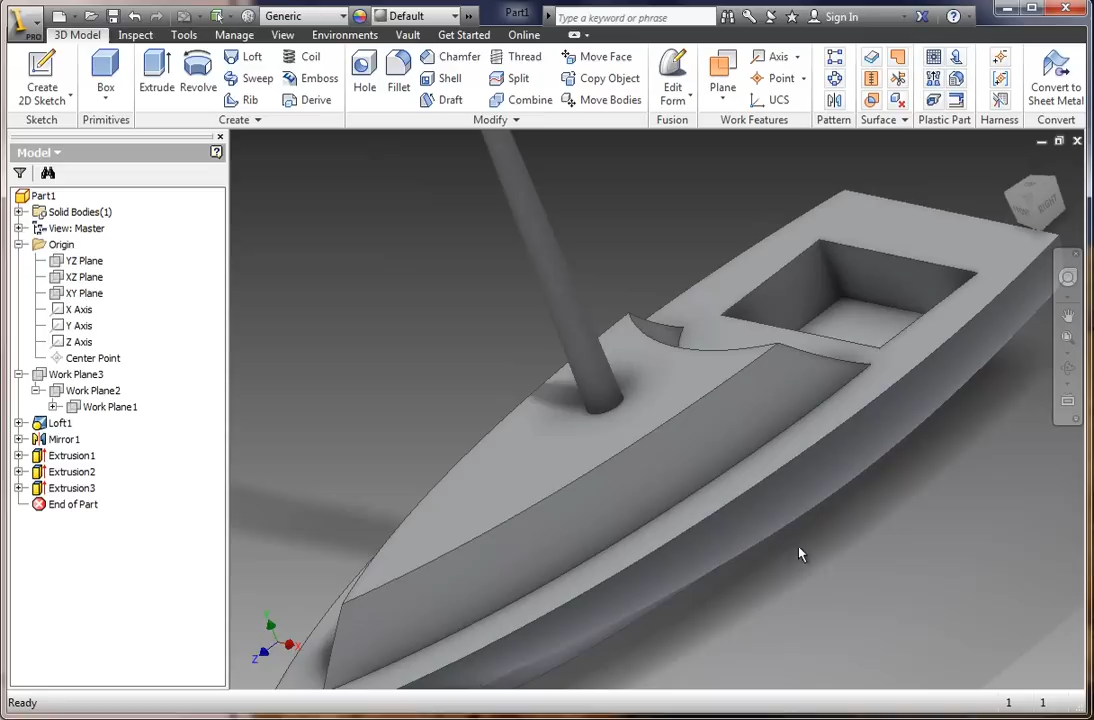 Generic
Default
Part1
Type a keyword or phrase
Sign In
PRO
3D Model
Inspect
Tools
Manage
View
Environments
Vault
Get Started
Online
Create
2D Sketch
Box
Extrude
Revolve
Loft
Coil
Sweep
Emboss
Rib
Derive
Hole
Fillet
Chamfer
Thread
Move Face
Shell
Split
Copy Object
Draft
Combine
Move Bodies
Edit
Form
Plane
Axis
Point
UCS
Convert to
Sheet Metal
Sketch
Primitives
Create
Modify
Fusion
Work Features
Pattern
Surface
Plastic Part
Harness
Convert
Model
Part1
Solid Bodies(1)
View: Master
Origin
YZ Plane
XZ Plane
XY Plane
X Axis
Y Axis
Z Axis
Center Point
Work Plane3
Work Plane2
Work Plane1
Loft1
Mirror1
Extrusion1
Extrusion2
Extrusion3
End of Part
RIGHT
Y
X
Z
Ready
1 1